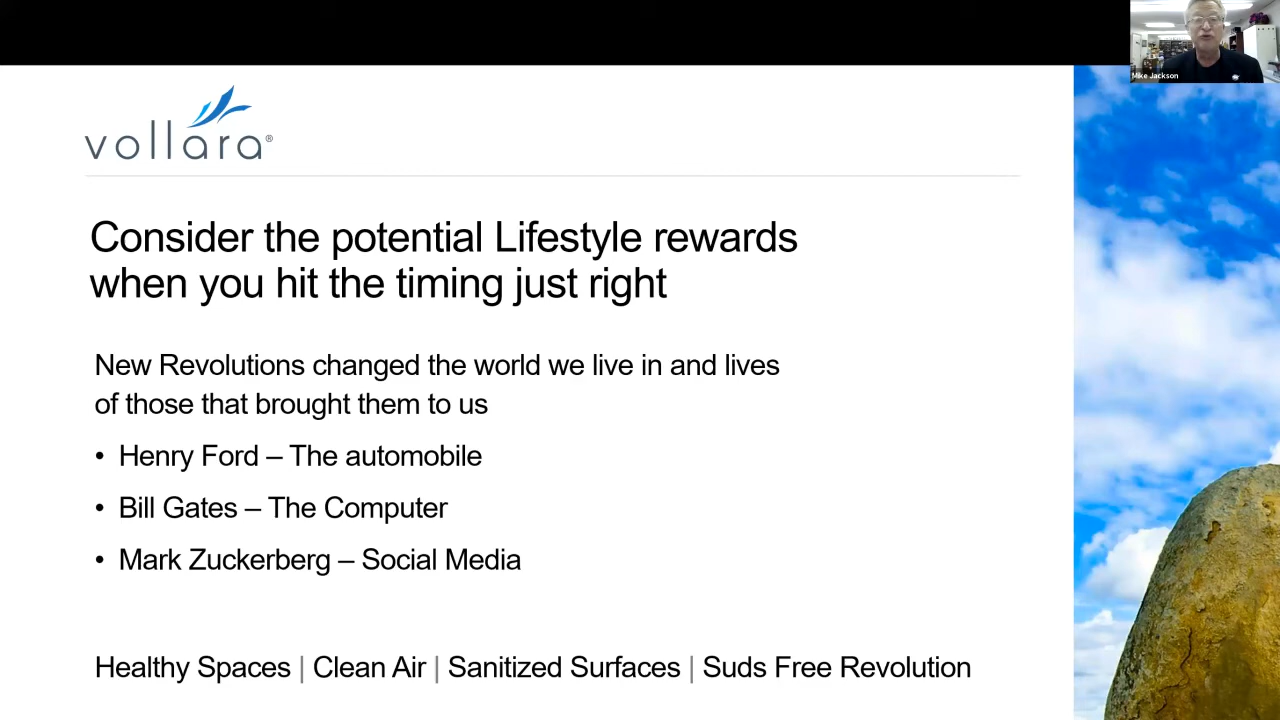 Mike Jackson
vollara®
Consider the potential Lifestyle rewards
when you hit the timing just right
New Revolutions changed the world we live in and lives
of those that brought them to us
• Henry Ford – The automobile
• Bill Gates – The Computer
• Mark Zuckerberg – Social Media
Healthy Spaces | Clean Air | Sanitized Surfaces | Suds Free Revolution